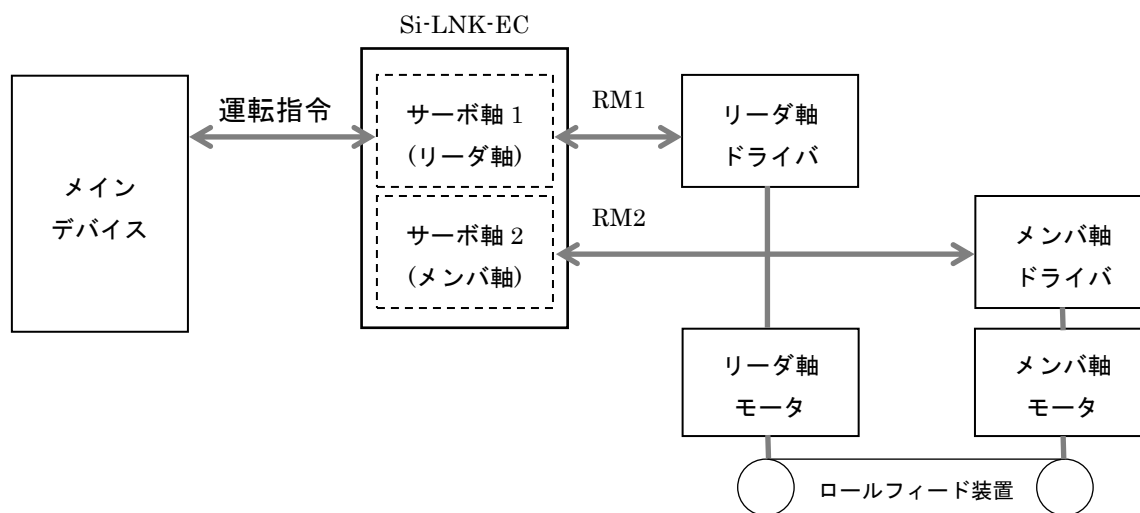 Si-LNK-EC
メイン
デバイス
運転指令
サーボ軸 1
(リーダ軸)
RM1
リーダ軸
ドライバ
サーボ軸 2
(メンバ軸)
RM2
メンバ軸
ドライバ
リーダ軸
モータ
メンバ軸
モータ
ロールフィード装置